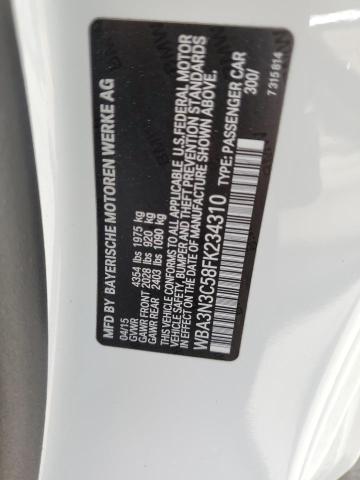 MFD BY BAYERISCHE MOTOREN WERKE AG
04/15
GVWR 4354 lbs 1975 kg
GAWR FRONT 2028 lbs 920 kg
GAWR REAR 2403 lbs 1090 kg
THIS VEHICLE CONFORMS TO ALL APPLICABLE U.S.FEDERAL MOTOR
VEHICLE SAFETY, BUMPER AND THEFT PREVENTION STANDARDS
IN EFFECT ON THE DATE OF MANUFACTURE SHOWN ABOVE.
WBA3N3C58FK234310 TYPE: PASSENGER CAR
300/
7 315 814